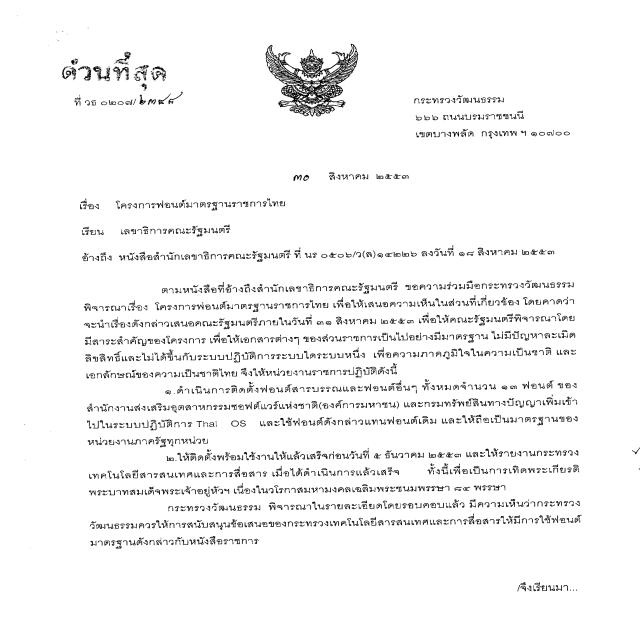 ด่วนที่สุด
ที่ วธ ๐๒๐๗/๒๓๔๘
กระทรวงวัฒนธรรม
๖๖๖ ถนนบรมราชชนนี
เขตบางพลัด กรุงเทพ ฯ ๑๐๗๐๐
๓๐ สิงหาคม ๒๕๕๓
เรื่อง โครงการฟอนต์มาตรฐานราชการไทย
เรียน เลขาธิการคณะรัฐมนตรี
อ้างถึง หนังสือสำนักเลขาธิการคณะรัฐมนตรี ที่ นร ๐๕๐๖/ว(ล)๑๔๒๒๖ ลงวันที่ ๑๘ สิงหาคม ๒๕๕๓
ตามหนังสือที่อ้างถึงสำนักเลขาธิการคณะรัฐมนตรี ขอความร่วมมือกระทรวงวัฒนธรรม
พิจารณาเรื่อง โครงการฟอนต์มาตรฐานราชการไทย เพื่อให้เสนอความเห็นในส่วนที่เกี่ยวข้อง โดยคาดว่า
จะนำเรื่องดังกล่าวเสนอคณะรัฐมนตรีภายในวันที่ ๓๑ สิงหาคม ๒๕๕๓ เพื่อให้คณะรัฐมนตรีพิจารณาโดย
มีสาระสำคัญของโครงการ เพื่อให้เอกสารต่างๆ ของส่วนราชการเป็นไปอย่างมีมาตรฐาน ไม่มีปัญหาละเมิด
ลิขสิทธิ์และไม่ได้ขึ้นกับระบบปฏิบัติการระบบใดระบบหนึ่ง เพื่อความภาคภูมิใจในความเป็นชาติ และ
เอกลักษณ์ของความเป็นชาติไทย จึงให้หน่วยงานราชการปฏิบัติดังนี้
๑.ดำเนินการติดตั้งฟอนต์สารบรรณและฟอนต์อื่นๆ ทั้งหมดจำนวน ๑๓ ฟอนต์ ของ
สำนักงานส่งเสริมอุตสาหกรรมซอฟต์แวร์แห่งชาติ(องค์การมหาชน) และกรมทรัพย์สินทางปัญญาเพิ่มเข้า
ไปในระบบปฏิบัติการ Thai OS และใช้ฟอนต์ดังกล่าวแทนฟอนต์เดิม และให้ถือเป็นมาตรฐานของ
หน่วยงานภาครัฐทุกหน่วย
๒.ให้ติดตั้งพร้อมใช้งานให้แล้วเสร็จก่อนวันที่ ๕ ธันวาคม ๒๕๕๓ และให้รายงานกระทรวง
เทคโนโลยีสารสนเทศและการสื่อสาร เมื่อได้ดำเนินการแล้วเสร็จ ทั้งนี้เพื่อเป็นการเทิดพระเกียรติ
พระบาทสมเด็จพระเจ้าอยู่หัวฯ เนื่องในวโรกาสมหามงคลเฉลิมพระชนมพรรษา ๘๔ พรรษา
กระทรวงวัฒนธรรม พิจารณาในรายละเอียดโดยรอบคอบแล้ว มีความเห็นว่ากระทรวง
วัฒนธรรมควรให้การสนับสนุนข้อเสนอของกระทรวงเทคโนโลยีสารสนเทศและการสื่อสารให้มีการใช้ฟอนต์
มาตรฐานดังกล่าวกับหนังสือราชการ
/จึงเรียนมา...